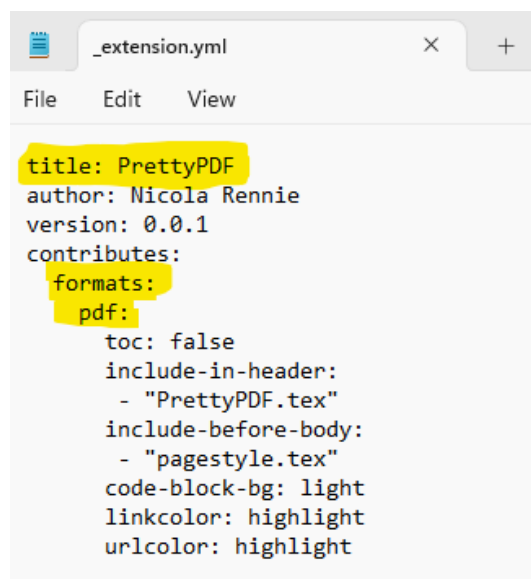 _extension.yml
File Edit View
title: PrettyPDF
author: Nicola Rennie
version: 0.0.1
contributes:
  formats:
    pdf:
      toc: false
      include-in-header:
       - "PrettyPDF.tex"
      include-before-body:
       - "pagestyle.tex"
      code-block-bg: light
      linkcolor: highlight
      urlcolor: highlight